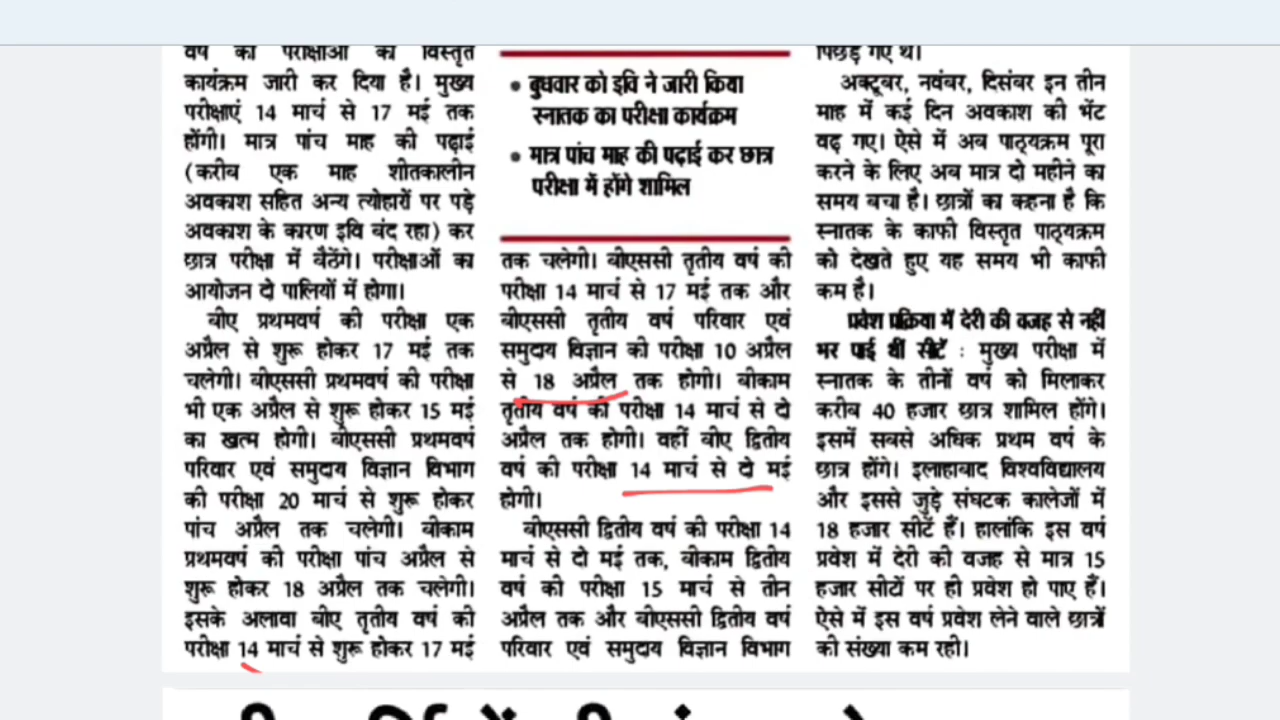 वर्ष की परीक्षाओं का विस्तृत
कार्यक्रम जारी कर दिया है। मुख्य
परीक्षाएं 14 मार्च से 17 मई तक
होंगी। मात्र पांच माह की पढ़ाई
(करीब एक माह शीतकालीन
अवकाश सहित अन्य त्योहारों पर पड़े
अवकाश के कारण इवि बंद रहा) कर
छात्र परीक्षा में बैठेंगे। परीक्षाओं का
आयोजन दो पालियों में होगा।
बीए प्रथमवर्ष की परीक्षा एक
अप्रैल से शुरू होकर 17 मई तक
चलेगी। बीएससी प्रथमवर्ष की परीक्षा
भी एक अप्रैल से शुरू होकर 15 मई
का खत्म होगी। बीएससी प्रथमवर्ष
परिवार एवं समुदाय विज्ञान विभाग
की परीक्षा 20 मार्च से शुरू होकर
पांच अप्रैल तक चलेगी। बीकाम
प्रथमवर्ष की परीक्षा पांच अप्रैल से
शुरू होकर 18 अप्रैल तक चलेगी।
इसके अलावा बीए तृतीय वर्ष की
परीक्षा 14 मार्च से शुरू होकर 17 मई
• बुधवार को इवि ने जारी किया
स्नातक का परीक्षा कार्यक्रम
• मात्र पांच माह की पढ़ाई कर छात्र
परीक्षा में होंगे शामिल
तक चलेगी। बीएससी तृतीय वर्ष की
परीक्षा 14 मार्च से 17 मई तक और
बीएससी तृतीय वर्ष परिवार एवं
समुदाय विज्ञान की परीक्षा 10 अप्रैल
से 18 अप्रैल तक होगी। बीकाम
तृतीय वर्ष की परीक्षा 14 मार्च से दो
अप्रैल तक होगी। वहीं बीए द्वितीय
वर्ष की परीक्षा 14 मार्च से दो मई
होगी।
बीएससी द्वितीय वर्ष की परीक्षा 14
मार्च से दो मई तक, बीकाम द्वितीय
वर्ष की परीक्षा 15 मार्च से तीन
अप्रैल तक और बीएससी द्वितीय वर्ष
परिवार एवं समुदाय विज्ञान विभाग
पिछड़ गए थे।
अक्टूबर, नवंबर, दिसंबर इन तीन
माह में कई दिन अवकाश की भेंट
चढ़ गए। ऐसे में अब पाठ्यक्रम पूरा
करने के लिए अब मात्र दो महीने का
समय बचा है। छात्रों का कहना है कि
स्नातक के काफी विस्तृत पाठ्यक्रम
को देखते हुए यह समय भी काफी
कम है।
प्रवेश प्रक्रिया में देरी की वजह से नहीं
भर पाई थीं सीटें : मुख्य परीक्षा में
स्नातक के तीनों वर्ष को मिलाकर
करीब 40 हजार छात्र शामिल होंगे।
इसमें सबसे अधिक प्रथम वर्ष के
छात्र होंगे। इलाहाबाद विश्वविद्यालय
और इससे जुड़े संघटक कालेजों में
18 हजार सीटें हैं। हालांकि इस वर्ष
प्रवेश में देरी की वजह से मात्र 15
हजार सीटों पर ही प्रवेश हो पाए हैं।
ऐसे में इस वर्ष प्रवेश लेने वाले छात्रों
की संख्या कम रही।